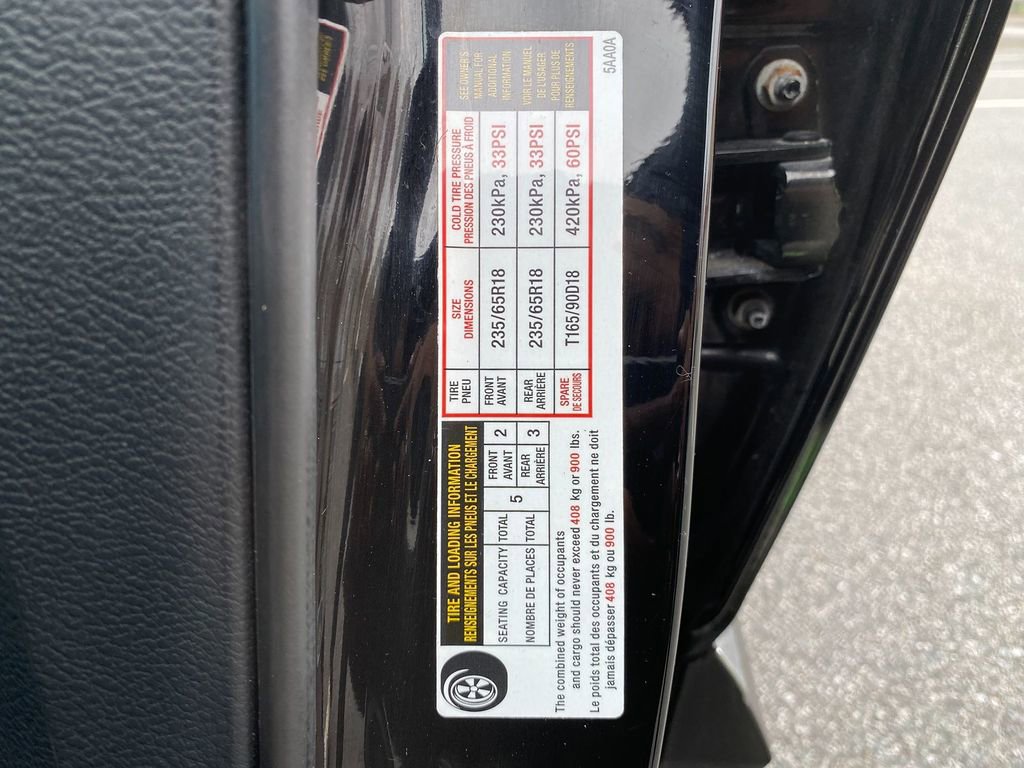 TIRE AND LOADING INFORMATION
RENSEIGNEMENTS SUR LES PNEUS ET LE CHARGEMENT
SEATING CAPACITY TOTAL 5 FRONT AVANT 2
NOMBRE DE PLACES TOTAL REAR ARRIÈRE 3
The combined weight of occupants
and cargo should never exceed 408 kg or 900 lbs.
Le poids total des occupants et du chargement ne doit
jamais dépasser 408 kg ou 900 lb.
TIRE PNEU SIZE DIMENSIONS COLD TIRE PRESSURE PRESSION DES PNEUS À FROID
FRONT AVANT 235/65R18 230kPa, 33PSI
REAR ARRIÈRE 235/65R18 230kPa, 33PSI
SPARE DE SECOURS T165/90D18 420kPa, 60PSI
SEE OWNER'S
MANUAL FOR
ADDITIONAL
INFORMATION
VOIR LE MANUEL
DE L'USAGER
POUR PLUS DE
RENSEIGNEMENTS
5AA0A